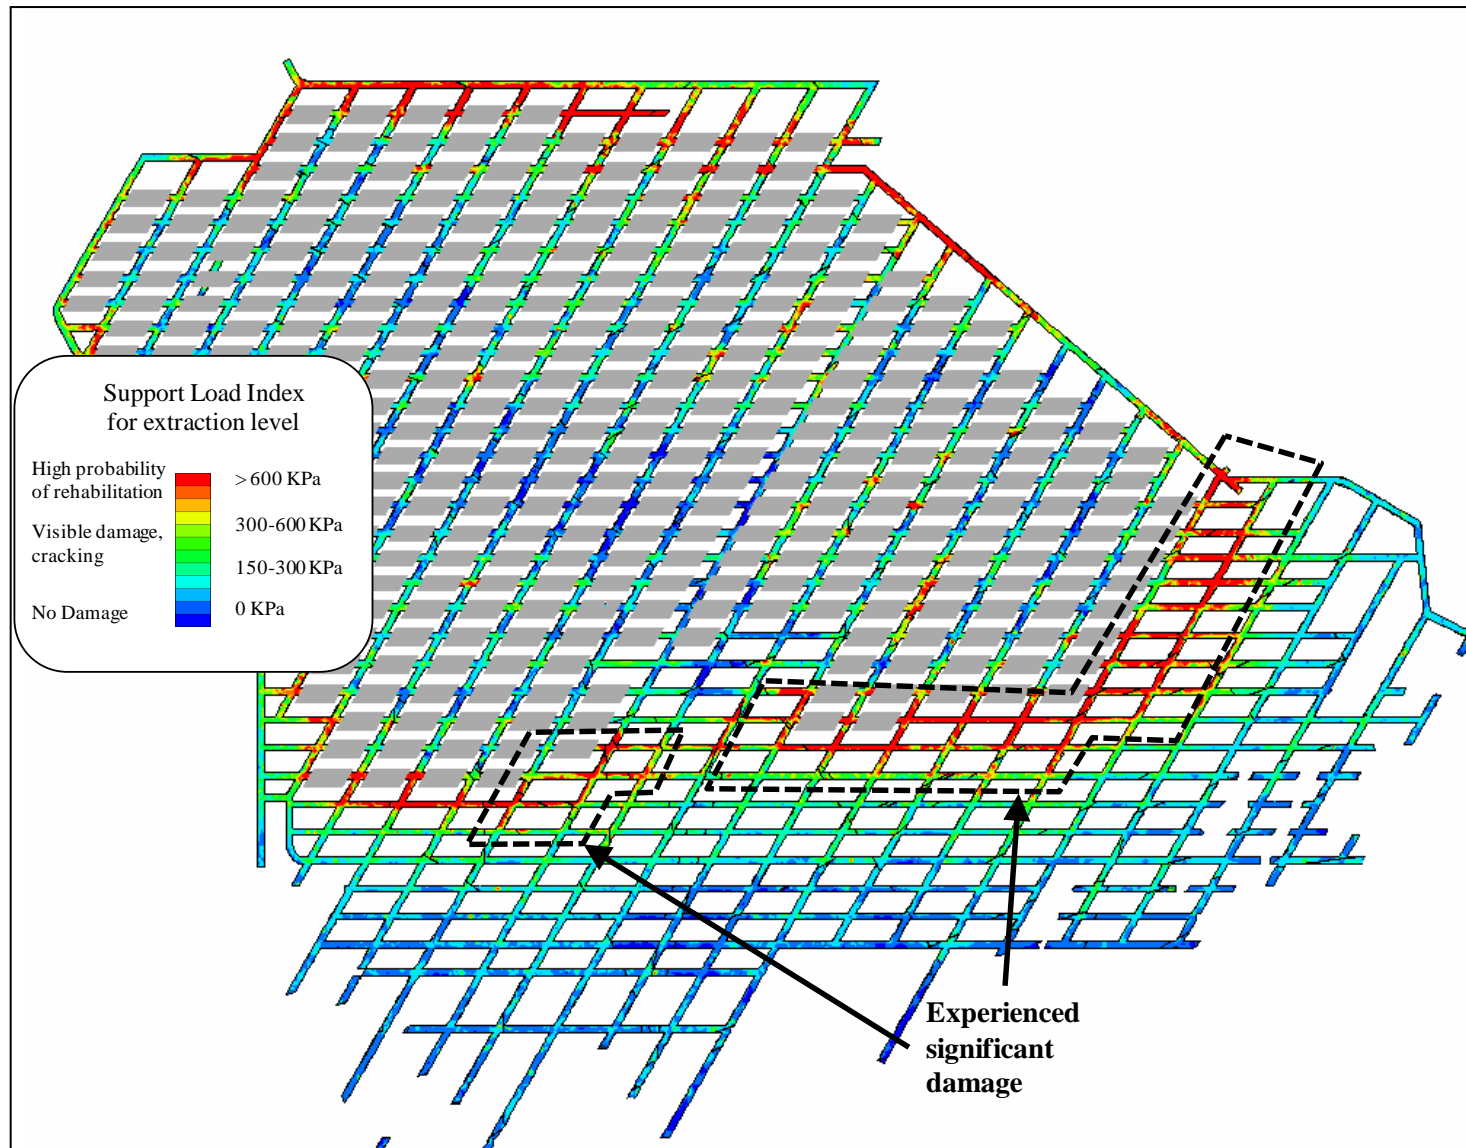 Support Load Index
for extraction level
High probability
of rehabilitation
>600 KPa
300-600 KPa
Visible damage,
cracking
150-300 KPa
No Damage
0 KPa
Experienced
significant
damage